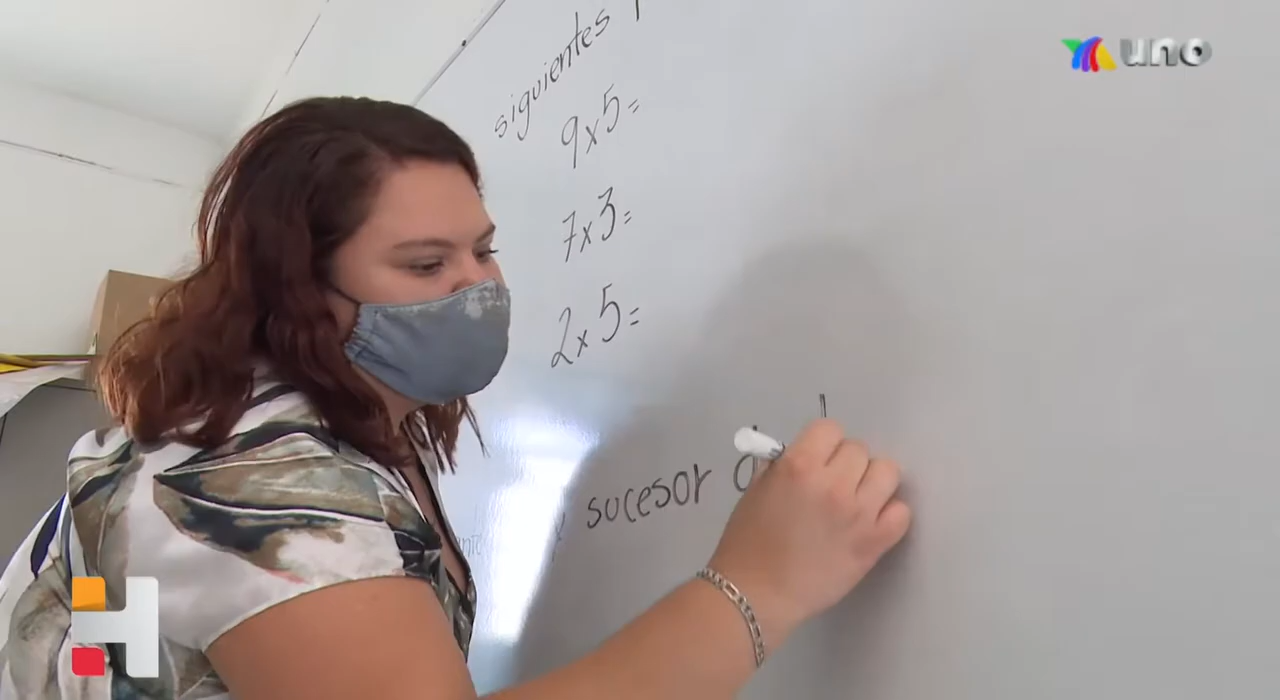 uno
siguientes
9x5=
7x3=
2x5=
y sucesor
H